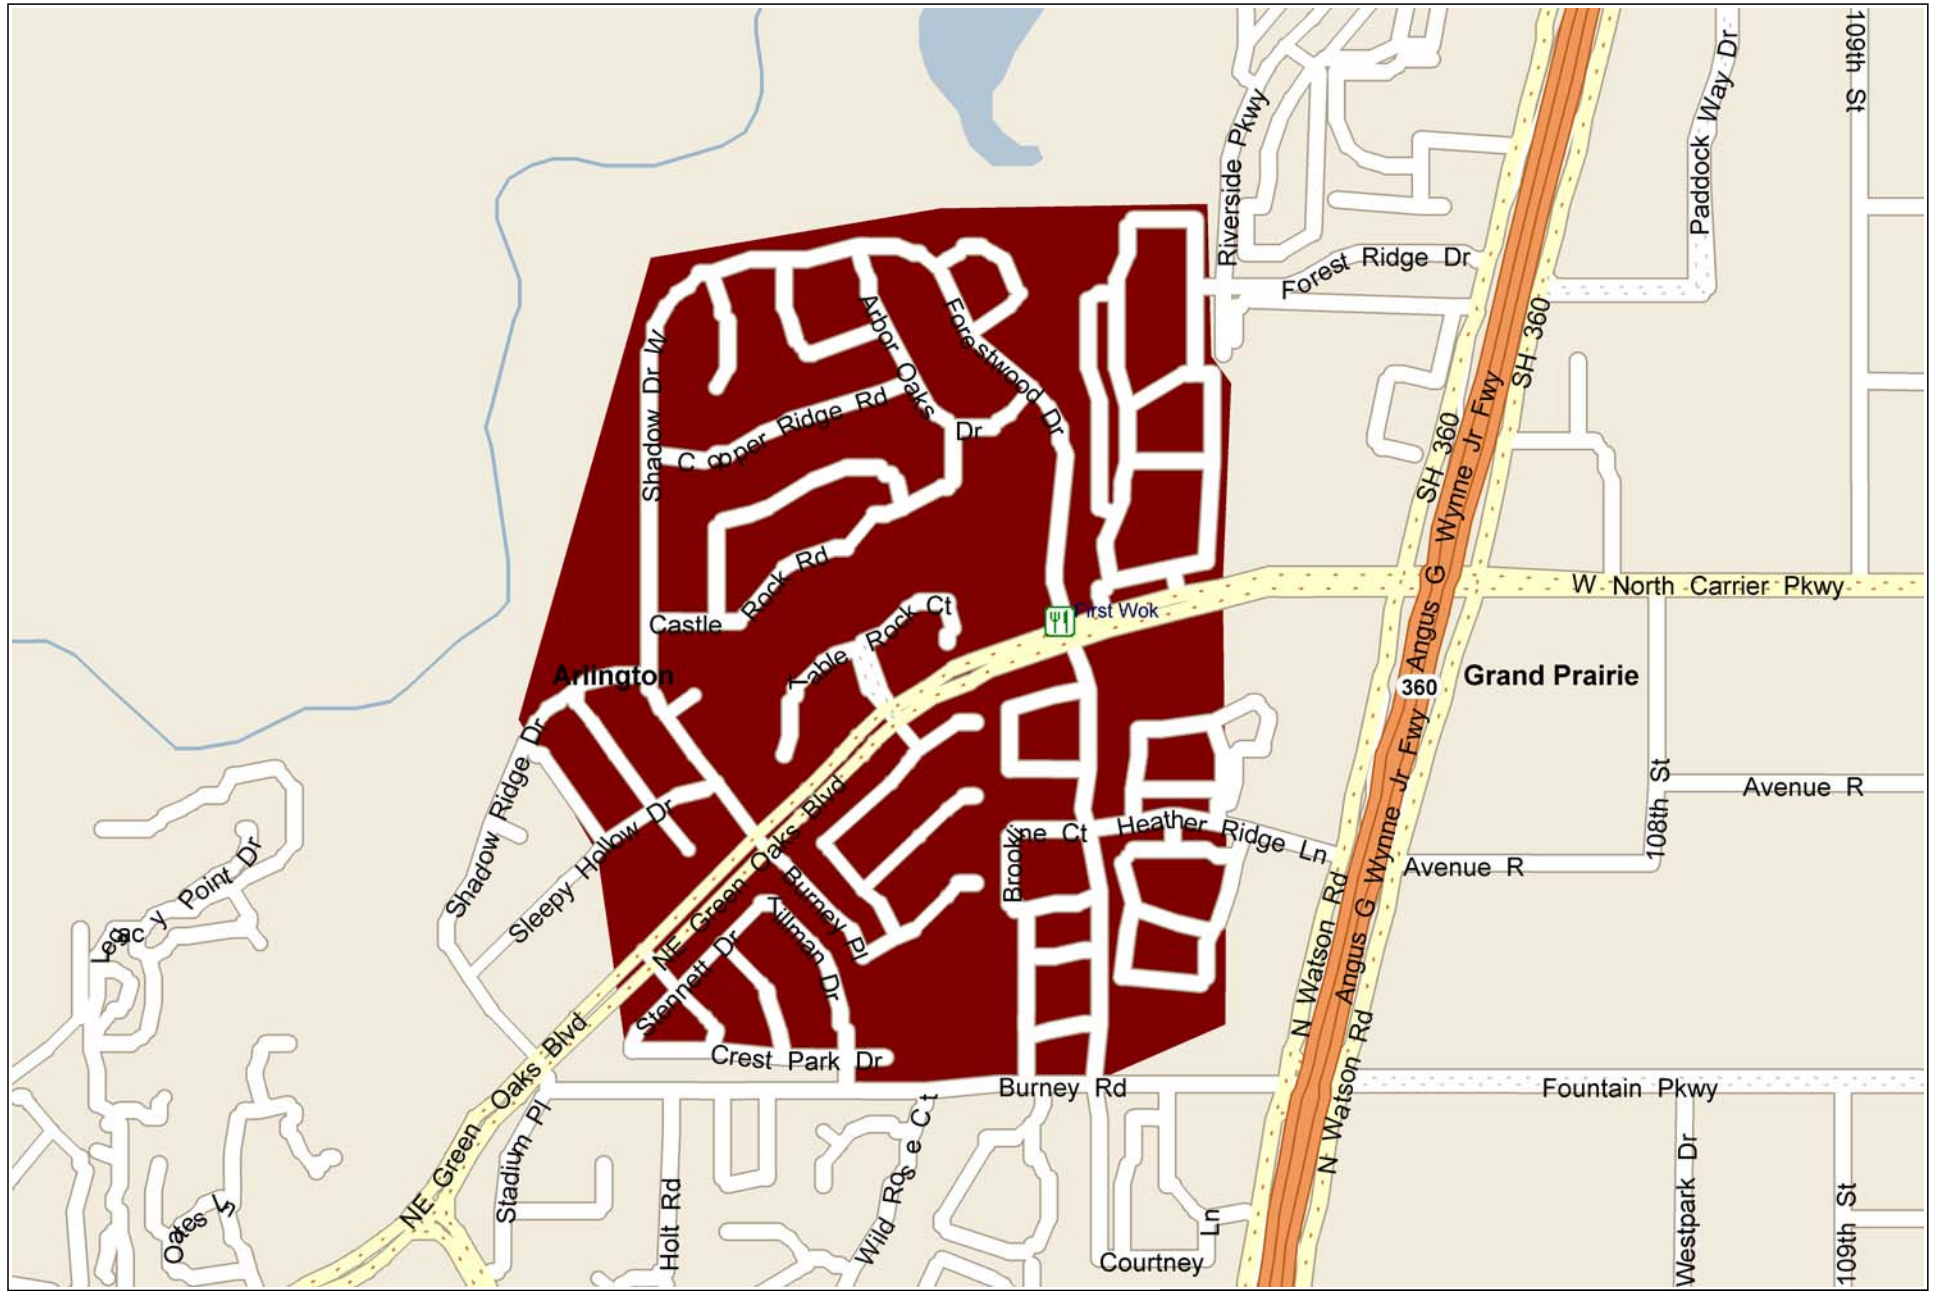 109th St
Paddock Way Dr
Riverside Pkwy
Forest Ridge Dr
SH 360
Shadow Dr W
Arbor Oaks
Dr
Forestwood Dr
Copper Ridge Rd
SH 360
Angus G Wynne Jr Fwy
W North Carrier Pkwy
Castle
Rock Rd
Table Rock Ct
First Wok
Arlington
360
Grand Prairie
Shadow Ridge Dr
Sleepy Hollow Dr
NE Green Oaks Blvd
Burney Pl
Tillman Dr
Stennett Dr
Crest Park Dr
Brookline Ct
Heather Ridge Ln
108th St
Avenue R
Avenue R
Legacy Point Dr
N Watson Rd
Angus G Wynne Jr Fwy
N Watson Rd
NE Green Oaks Blvd
Burney Rd
Fountain Pkwy
Stadium Pl
Holt Rd
Wild Rose Ct
Oates Ln
Courtney
Ln
Westpark Dr
109th St